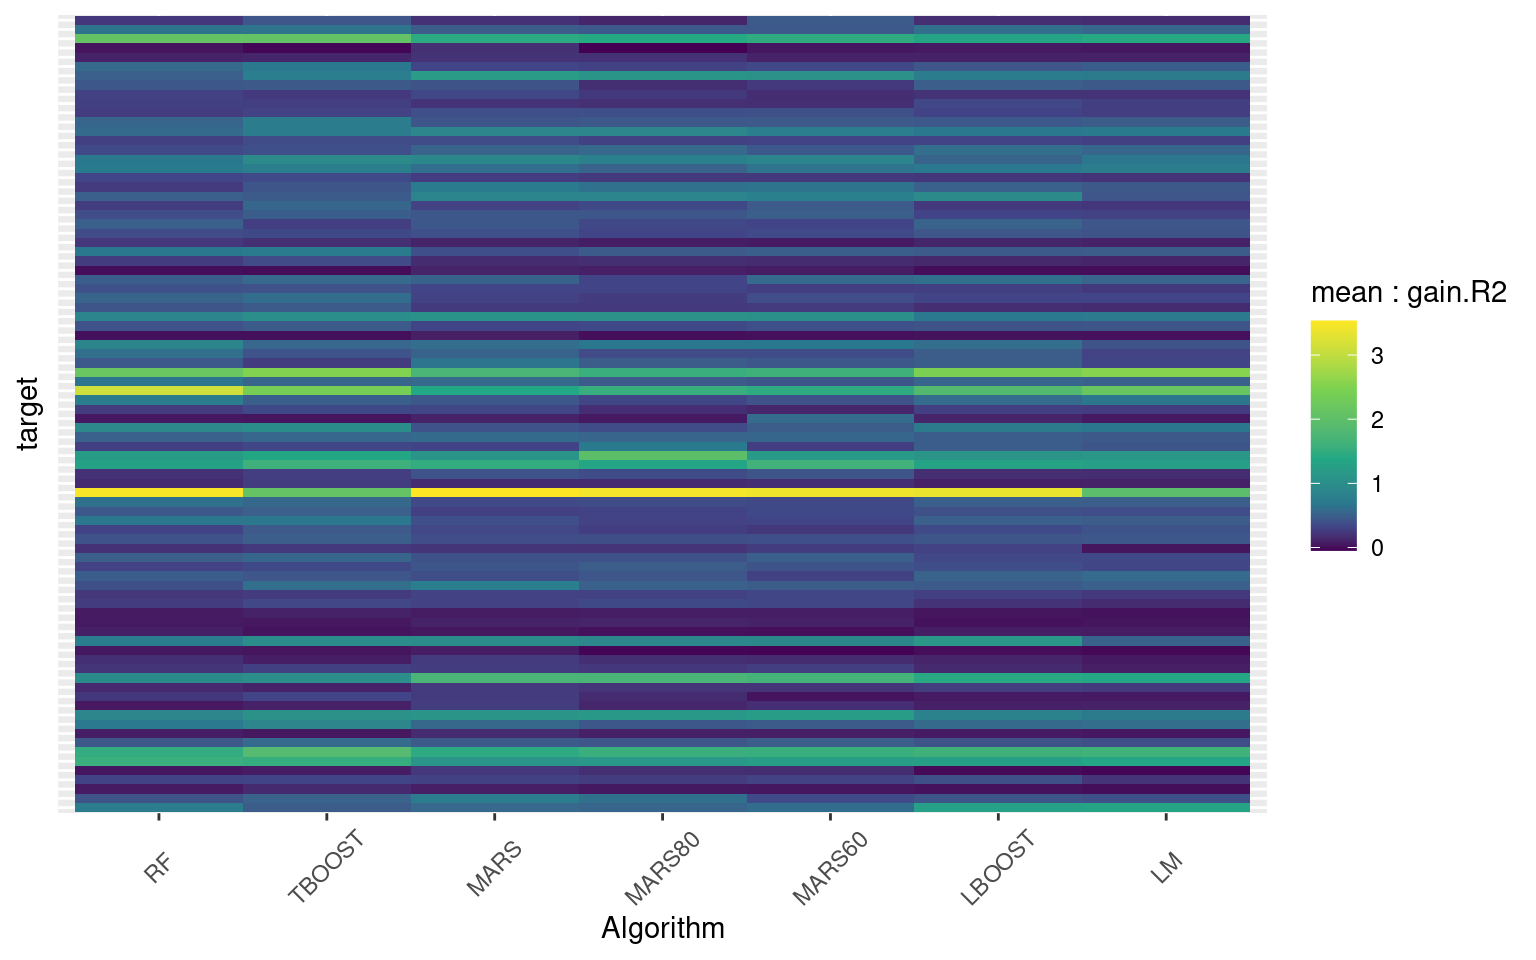 target
RF
TBOOST
MARS
MARS80
MARS60
LBOOST
LM
Algorithm
mean : gain.R2
3
2
1
0